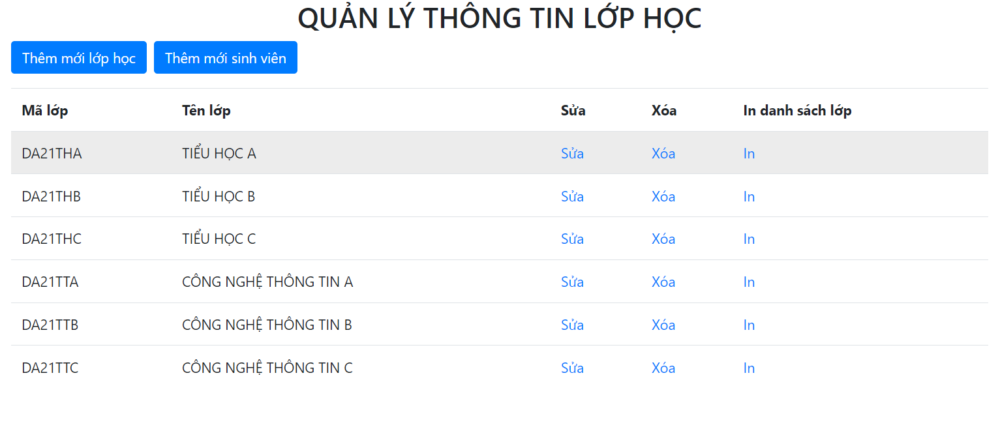 QUẢN LÝ THÔNG TIN LỚP HỌC
Thêm mới lớp học Thêm mới sinh viên
Mã lớp Tên lớp Sửa Xóa In danh sách lớp
DA21THA TIỂU HỌC A Sửa Xóa In
DA21THB TIỂU HỌC B Sửa Xóa In
DA21THC TIỂU HỌC C Sửa Xóa In
DA21TTA CÔNG NGHỆ THÔNG TIN A Sửa Xóa In
DA21TTB CÔNG NGHỆ THÔNG TIN B Sửa Xóa In
DA21TTC CÔNG NGHỆ THÔNG TIN C Sửa Xóa In